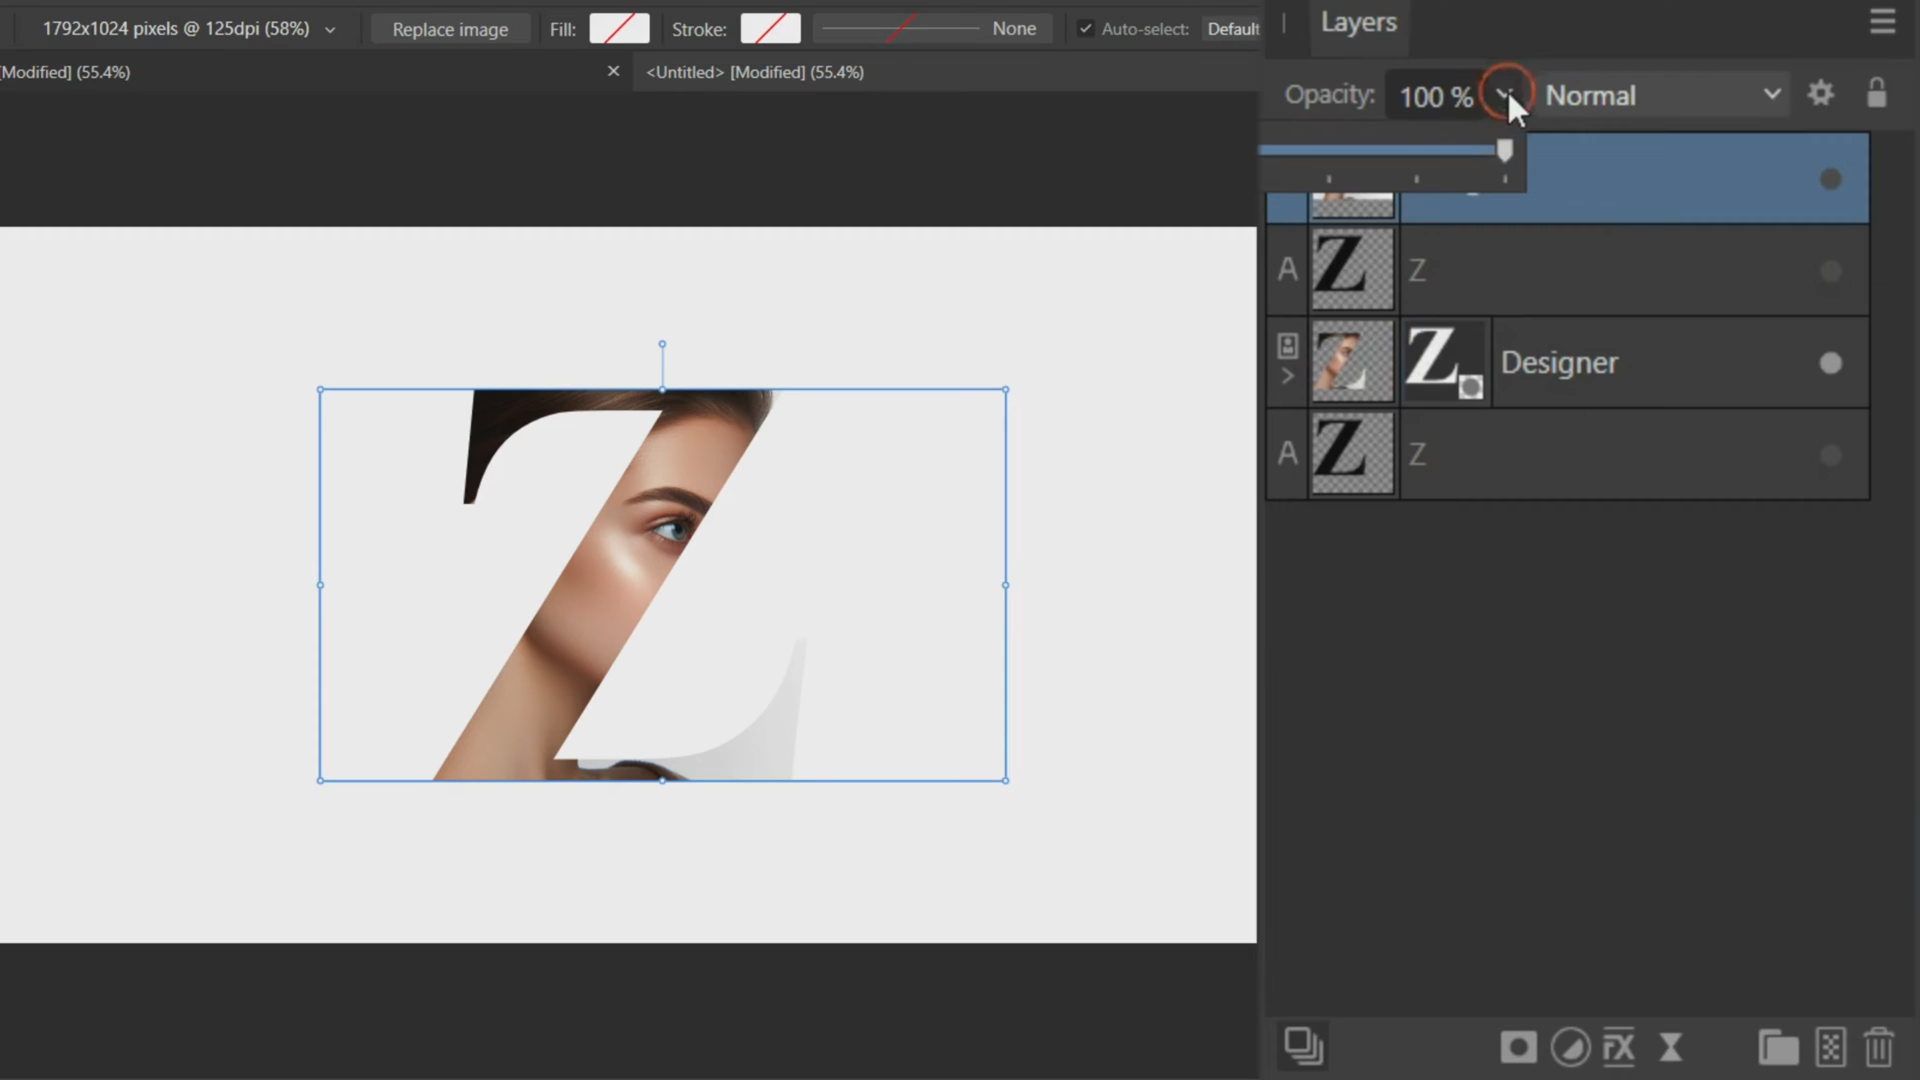 1792x1024 pixels @ 125dpi (58%)
Replace image
Fill:
Stroke:
None
Auto-select:
Default
Layers
[Modified] (55.4%)
<Untitled> [Modified] (55.4%)
Opacity:
100 %
Normal
A
Z
Z
Z
Designer
A
Z
Z
Z